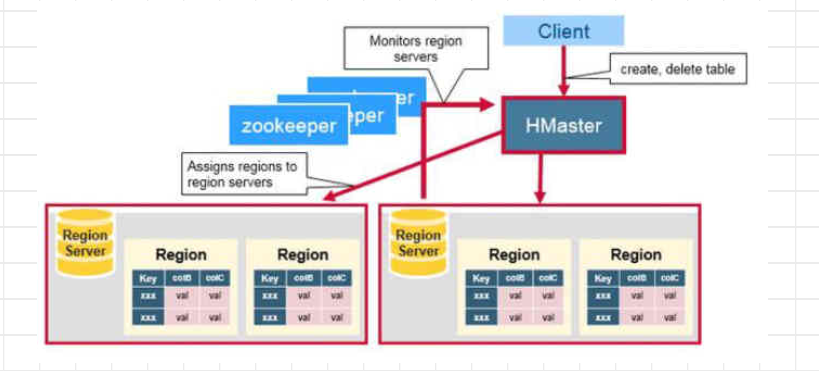 Client
Monitors region
servers
create, delete table
er
eper
zookeeper
HMaster
Assigns regions to
region servers
Region
Server
Region
Key colB colC
xxx val val
xxx val val
Region
Key colB colC
xxx val val
xxx val val
Region
Server
Region
Key colB colC
xxx val val
xxx val val
Region
Key colB colC
xxx val val
xxx val val